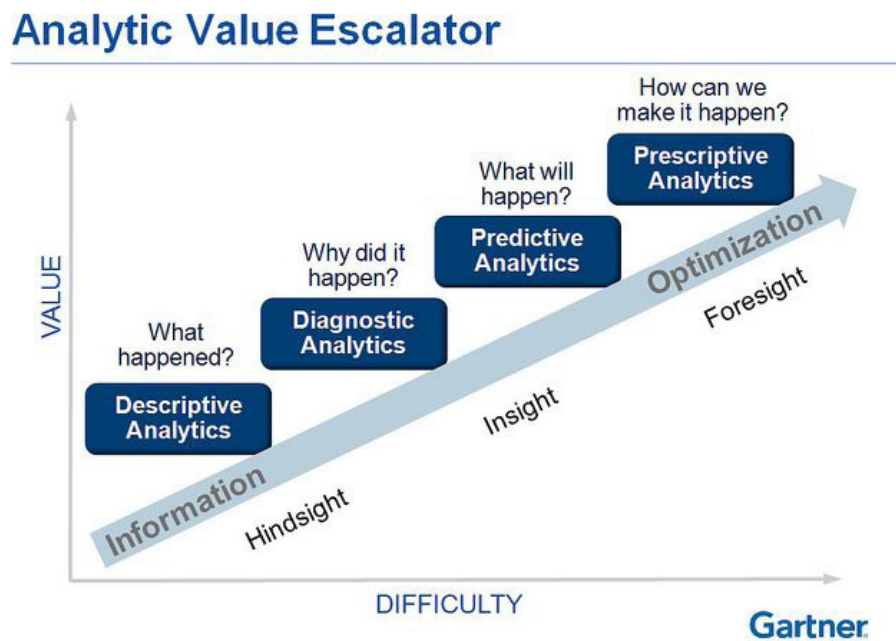 Analytic Value Escalator
How can we
make it happen?
Prescriptive
Analytics
What will
happen?
Predictive
Analytics
Why did it
happen?
Diagnostic
Analytics
What
happened?
Descriptive
Analytics
VALUE
Information
Optimization
Hindsight
Insight
Foresight
DIFFICULTY
Gartner